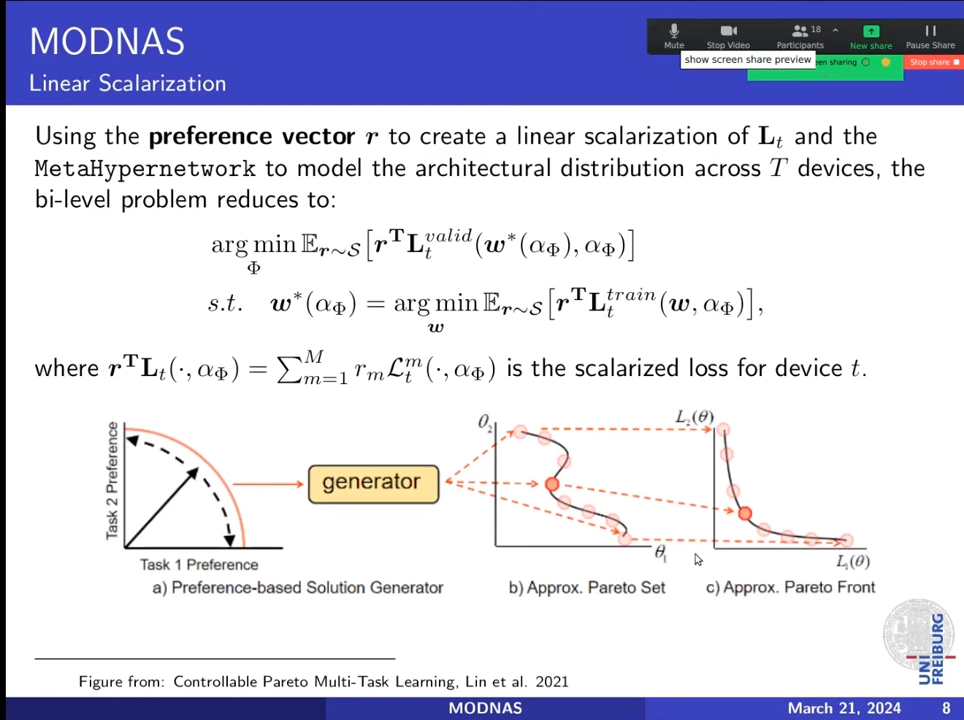 MODNAS
Linear Scalarization
Mute
Stop Video
18
Participants
New share
Pause Share
show screen share preview
een sharing
Stop share
Using the preference vector r to create a linear scalarization of L_t and the
MetaHypernetwork to model the architectural distribution across T devices, the
bi-level problem reduces to:
arg min_Φ 𝔼_{r∼𝒮}[r^T L_t^{valid}(w^*(α_Φ), α_Φ)]
s.t. w^*(α_Φ) = arg min_w 𝔼_{r∼𝒮}[r^T L_t^{train}(w, α_Φ)],
where r^T L_t(·, α_Φ) = ∑_{m=1}^M r_m ℒ_t^m(·, α_Φ) is the scalarized loss for device t.
Task 2 Preference
Task 1 Preference
generator
θ_2
θ_1
L_2(θ)
L_1(θ)
a) Preference-based Solution Generator
b) Approx. Pareto Set
c) Approx. Pareto Front
UNI
FREIBURG
Figure from: Controllable Pareto Multi-Task Learning, Lin et al. 2021
MODNAS
March 21, 2024
8